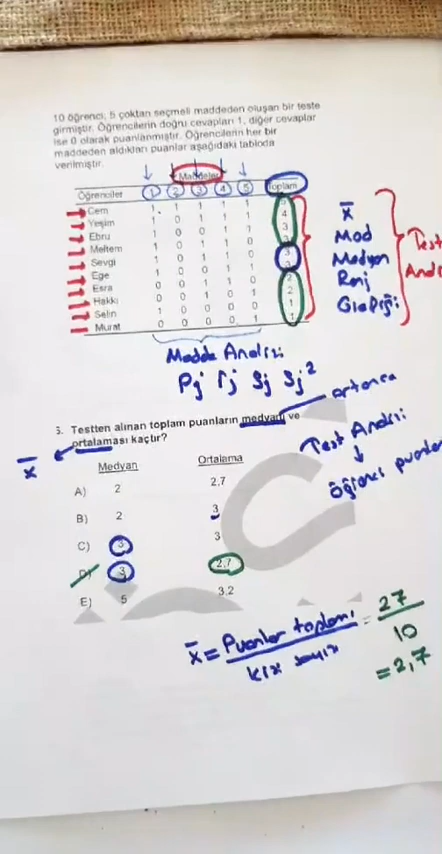 10 öğrenci, 5 çoktan seçmeli maddeden oluşan bir teste
girmiştir. Öğrencilerin doğru cevapları 1, diğer cevaplar
ise 0 olarak puanlanmıştır. Öğrencilerin her bir
maddeden aldıkları puanlar aşağıdaki tabloda
verilmiştir.
Maddeler
Öğrenciler 1 2 3 4 5 Toplam
Cem 1 1 1 1 1 5
Yeşim 1 0 1 1 1 4
Ebru 1 0 0 1 1 3
Meltem 1 0 1 1 0 3
Sevgi 1 0 1 1 0 3
Ege 1 0 0 1 2
Esra 0 0 1 1 2
Hakkı 0 0 1 0 1
Selin 1 0 0 0 0 1
Murat 0 0 0 0 1 1
x̄
Mod
Medyan
Ranj
Test
Madde Analizi
Pj rj Sj Sj²
ortanca
5. Testten alınan toplam puanların medyanı ve
ortalaması kaçtır?
x̄
Test Analizi
öğrenci puanları
Medyan Ortalama
A) 2 2,7
B) 2 3
C) 3 3
D) 3 2,7
E) 5 3,2
x̄ = Puanlar toplamı / kişi sayısı = 27 / 10
= 2,7